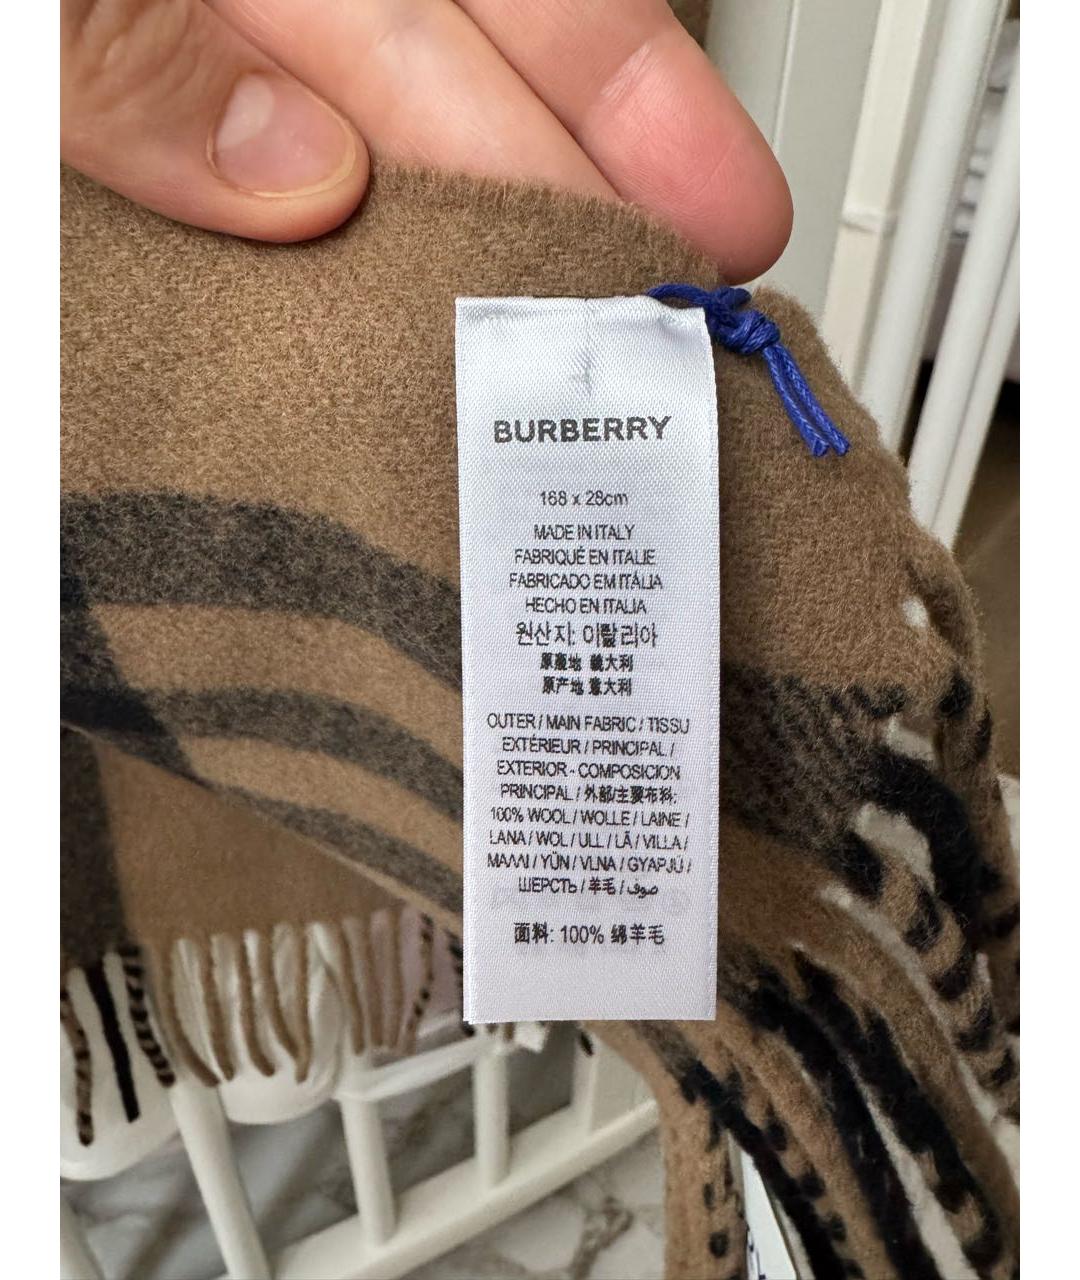 BURBERRY
168 x 28cm
MADE IN ITALY
FABRIQUÉ EN ITALIE
FABRICADO EM ITÁLIA
HECHO EN ITALIA
원산지: 이탈리아
原產地 義大利
原产地 意大利
OUTER / MAIN FABRIC / TISSU
EXTÉRIEUR / PRINCIPAL /
EXTERIOR - COMPOSICION
PRINCIPAL / 外部/主要布料:
100% WOOL / WOLLE / LAINE /
LANA / WOL / ULL / LÃ / VILLA /
ΜΑΛΛΙ / YÜN / VLNA / GYAPJÚ /
ШЕРСТЬ / 羊毛 / صوف
面料: 100% 绵羊毛